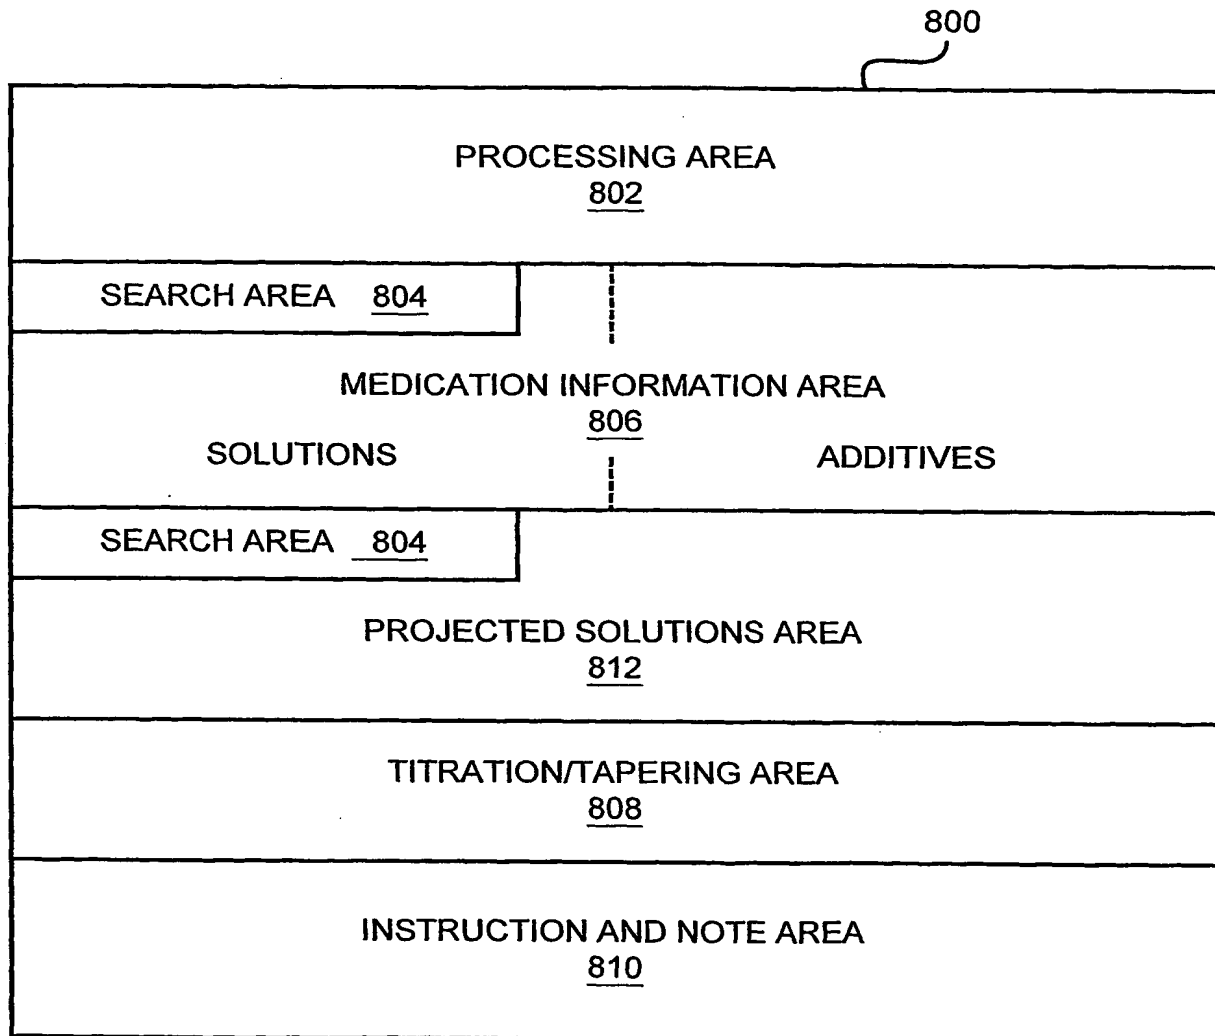 800
PROCESSING AREA
802
SEARCH AREA 804
MEDICATION INFORMATION AREA
806
SOLUTIONS ADDITIVES
SEARCH AREA 804
PROJECTED SOLUTIONS AREA
812
TITRATION/TAPERING AREA
808
INSTRUCTION AND NOTE AREA
810